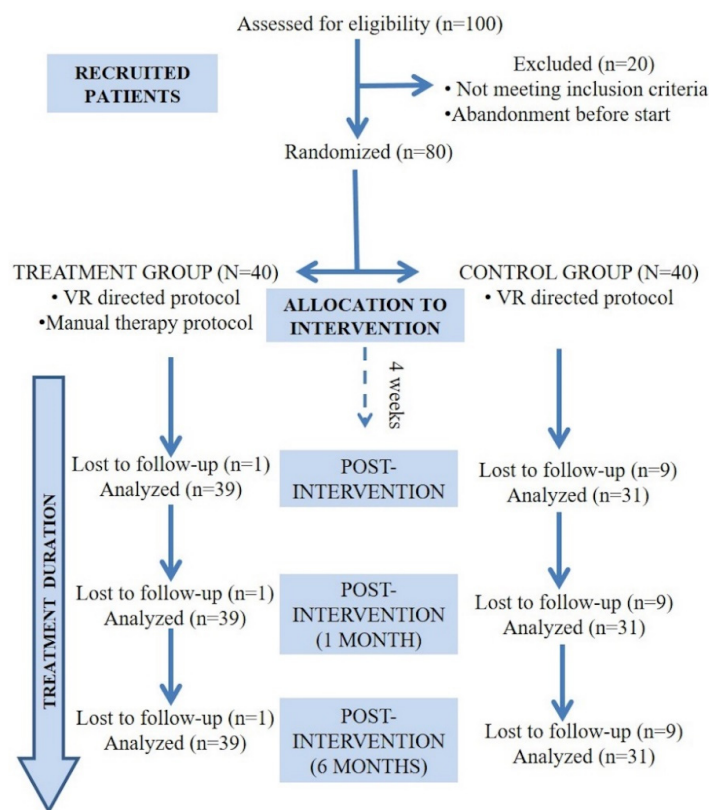 Assessed for eligibility (n=100)
RECRUITED
PATIENTS
Excluded (n=20)
• Not meeting inclusion criteria
•Abandonment before start
Randomized (n=80)
TREATMENT GROUP (N=40)
• VR directed protocol
•Manual therapy protocol
CONTROL GROUP (N=40)
• VR directed protocol
ALLOCATION TO
INTERVENTION
4 weeks
TREATMENT DURATION
Lost to follow-up (n=1)
Analyzed (n=39)
POST-
INTERVENTION
Lost to follow-up (n=9)
Analyzed (n=31)
Lost to follow-up (n=1)
Analyzed (n=39)
POST-
INTERVENTION
(1 MONTH)
Lost to follow-up (n=9)
Analyzed (n=31)
Lost to follow-up (n=1)
Analyzed (n=39)
POST-
INTERVENTION
(6 MONTHS)
Lost to follow-up (n=9)
Analyzed (n=31)